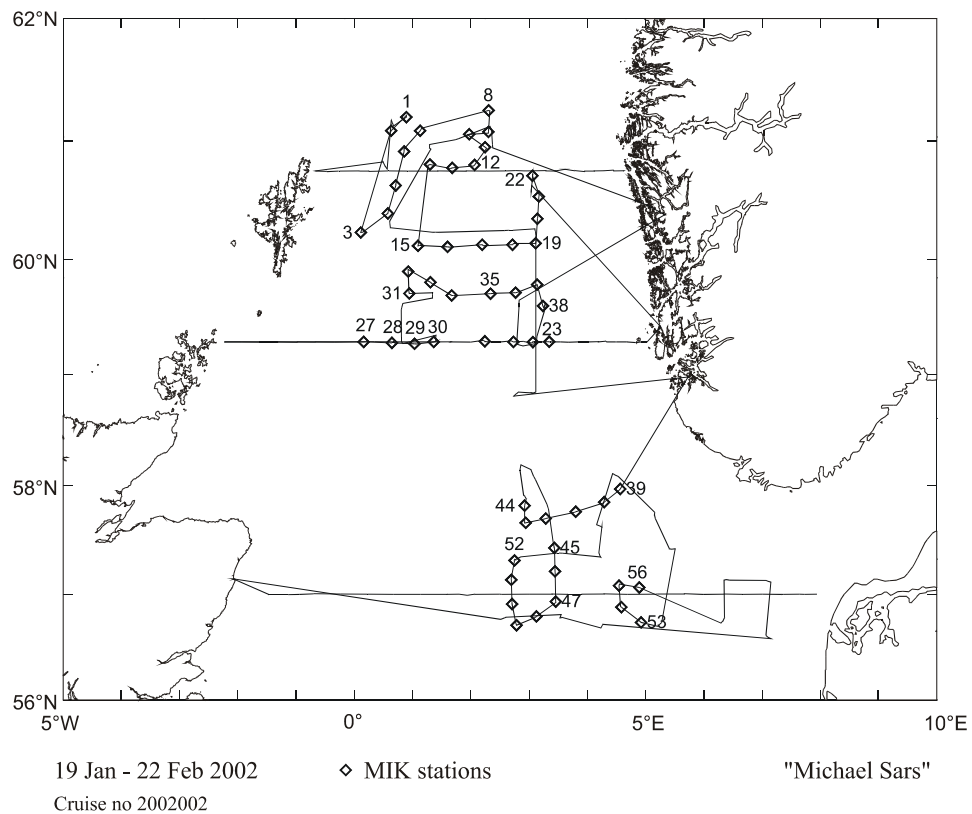 62°N
1
8
12
22
3
15
19
60°N
31
35
38
27
28
29
30
23
58°N
44
39
52
45
56
47
53
56°N
5°W
0°
5°E
10°E
19 Jan - 22 Feb 2002
MIK stations
"Michael Sars"
Cruise no 2002002